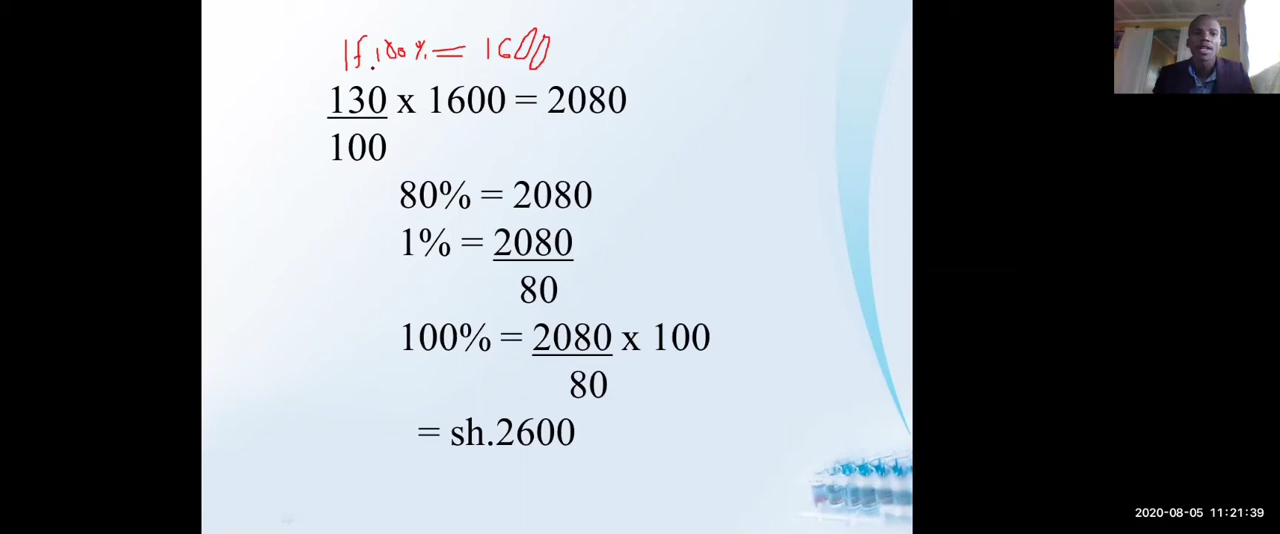 If 100% = 1600
130 x 1600 = 2080
100
80% = 2080
1% = 2080
80
100% = 2080 x 100
80
= sh.2600
2020-08-05 11:21:39